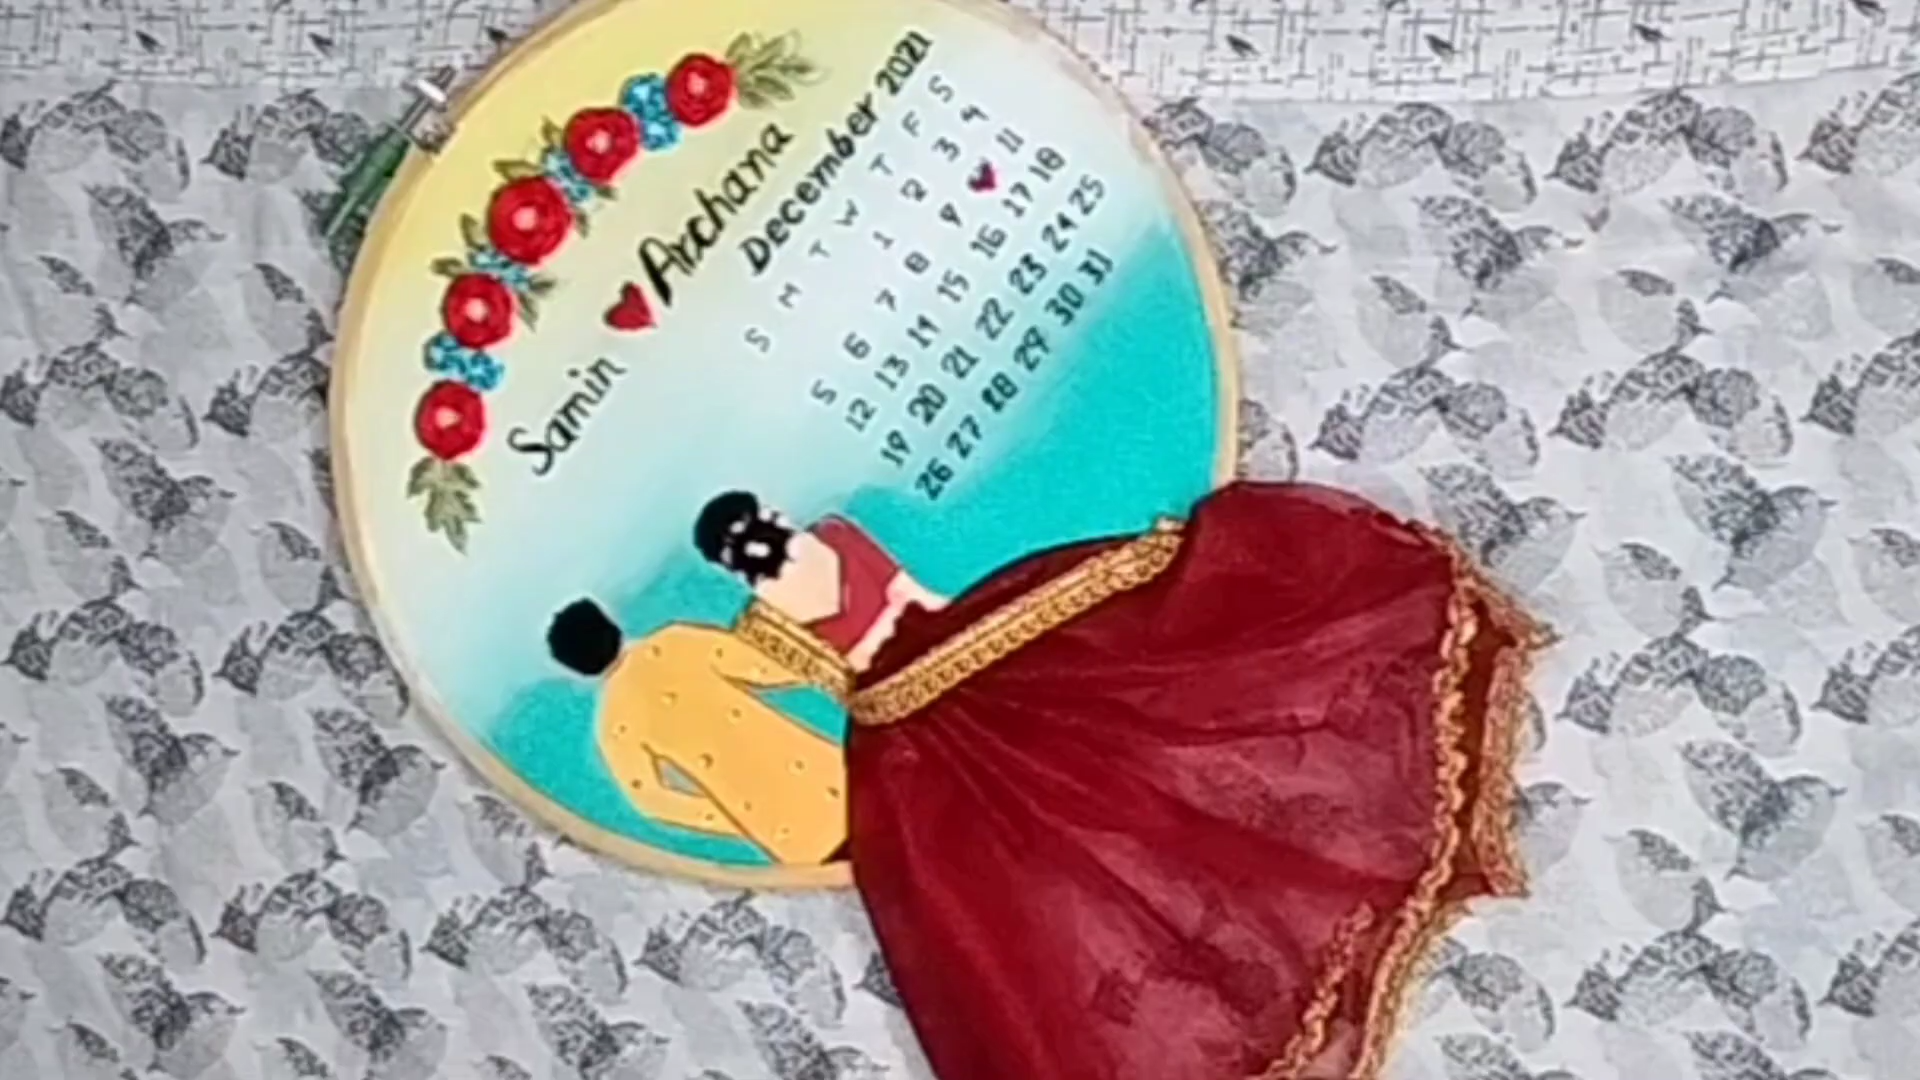 Samin Archana
December 2021
S M T W T F S
1 2 3 4
5 6 7 8 9 11
12 13 14 15 16 17 18
19 20 21 22 23 24 25
26 27 28 29 30 31